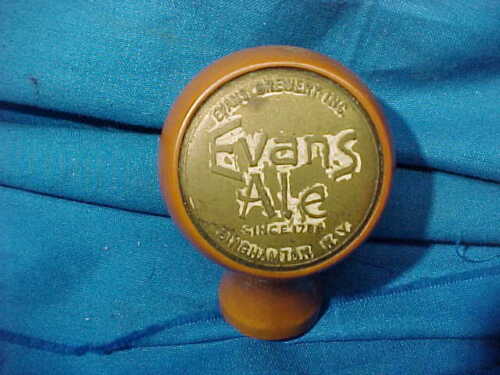 EVANS BREWERY INC.
Evans
Ale
SINCE 1786
BINGHAMTON N.Y.